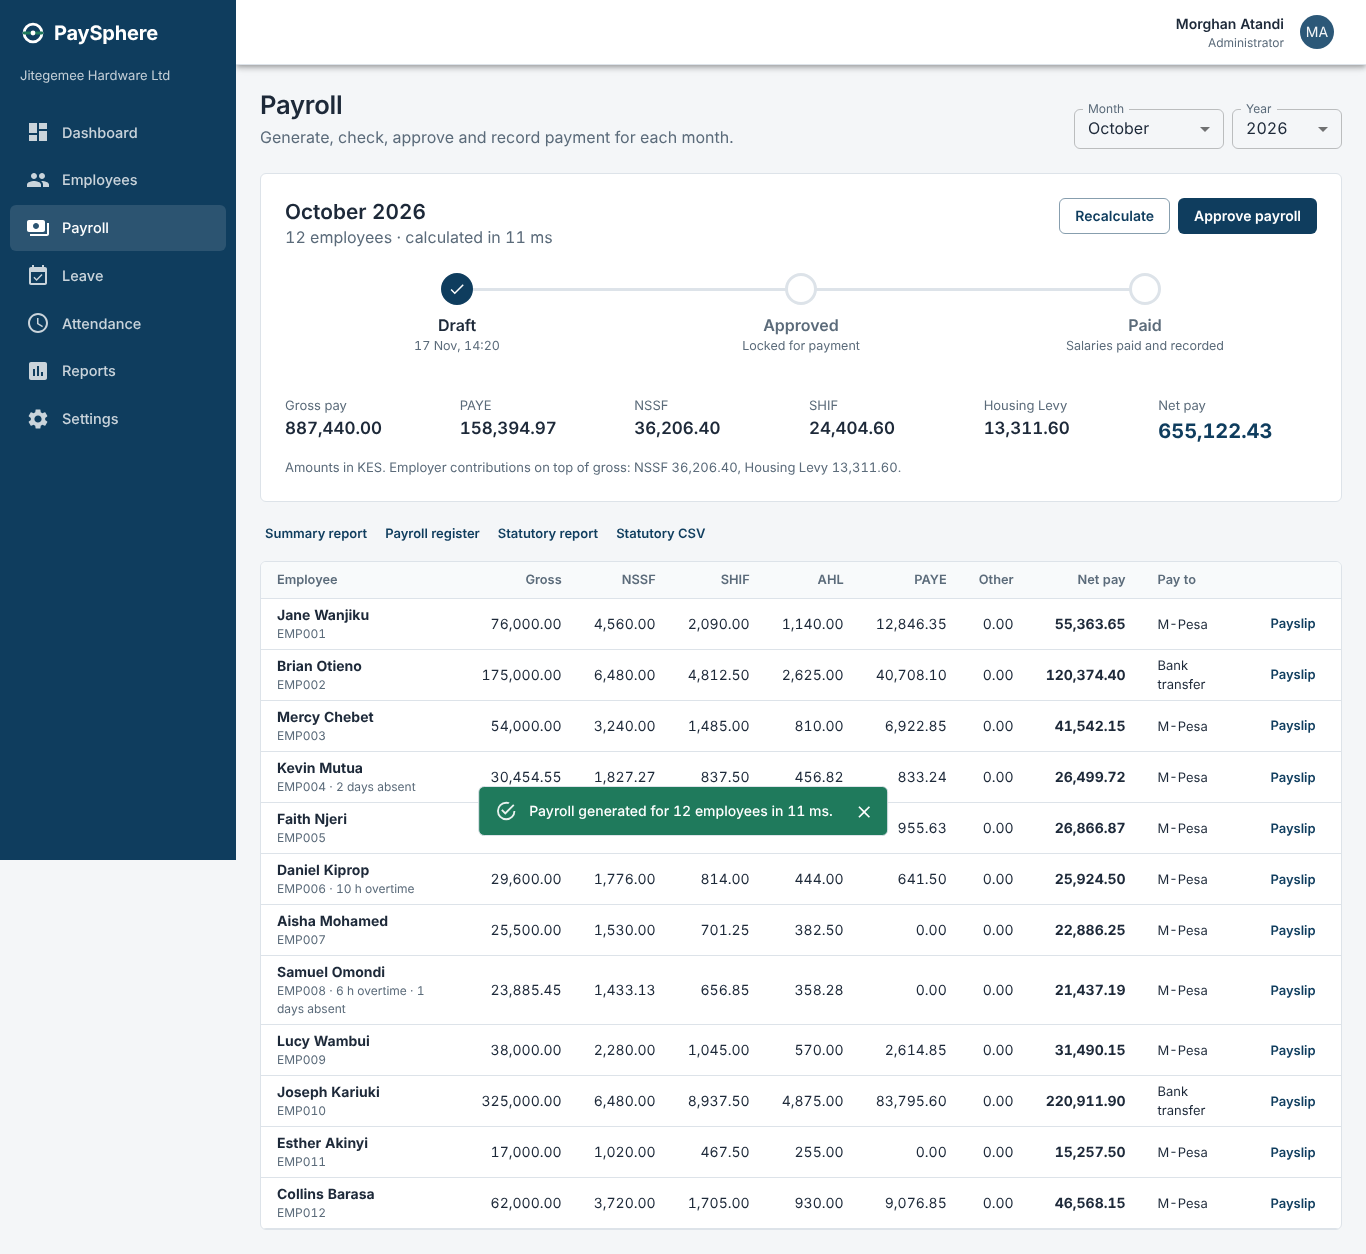 PaySphere
Jitegemee Hardware Ltd
Dashboard
Employees
Payroll
Leave
Attendance
Reports
Settings
Morghan Atandi
Administrator
MA
Payroll
Generate, check, approve and record payment for each month.
Month
October
Year
2026
October 2026
12 employees · calculated in 11 ms
Recalculate
Approve payroll
Draft
17 Nov, 14:20
Approved
Locked for payment
Paid
Salaries paid and recorded
Gross pay
887,440.00
PAYE
158,394.97
NSSF
36,206.40
SHIF
24,404.60
Housing Levy
13,311.60
Net pay
655,122.43
Amounts in KES. Employer contributions on top of gross: NSSF 36,206.40, Housing Levy 13,311.60.
Summary report Payroll register Statutory report Statutory CSV
Employee Gross NSSF SHIF AHL PAYE Other Net pay Pay to
Jane Wanjiku
EMP001
76,000.00 4,560.00 2,090.00 1,140.00 12,846.35 0.00 55,363.65 M-Pesa Payslip
Brian Otieno
EMP002
175,000.00 6,480.00 4,812.50 2,625.00 40,708.10 0.00 120,374.40 Bank
transfer
Payslip
Mercy Chebet
EMP003
54,000.00 3,240.00 1,485.00 810.00 6,922.85 0.00 41,542.15 M-Pesa Payslip
Kevin Mutua
EMP004 · 2 days absent
30,454.55 1,827.27 837.50 456.82 833.24 0.00 26,499.72 M-Pesa Payslip
Payroll generated for 12 employees in 11 ms.
Faith Njeri
EMP005
955.63 0.00 26,866.87 M-Pesa Payslip
Daniel Kiprop
EMP006 · 10 h overtime
29,600.00 1,776.00 814.00 444.00 641.50 0.00 25,924.50 M-Pesa Payslip
Aisha Mohamed
EMP007
25,500.00 1,530.00 701.25 382.50 0.00 0.00 22,886.25 M-Pesa Payslip
Samuel Omondi
EMP008 · 6 h overtime · 1
days absent
23,885.45 1,433.13 656.85 358.28 0.00 0.00 21,437.19 M-Pesa Payslip
Lucy Wambui
EMP009
38,000.00 2,280.00 1,045.00 570.00 2,614.85 0.00 31,490.15 M-Pesa Payslip
Joseph Kariuki
EMP010
325,000.00 6,480.00 8,937.50 4,875.00 83,795.60 0.00 220,911.90 Bank
transfer
Payslip
Esther Akinyi
EMP011
17,000.00 1,020.00 467.50 255.00 0.00 0.00 15,257.50 M-Pesa Payslip
Collins Barasa
EMP012
62,000.00 3,720.00 1,705.00 930.00 9,076.85 0.00 46,568.15 M-Pesa Payslip